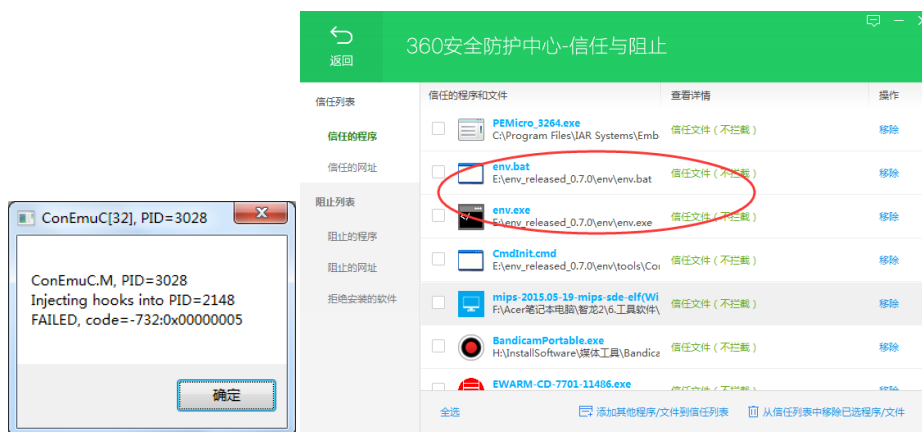 ConEmuC[32], PID=3028
ConEmuC.M, PID=3028
Injecting hooks into PID=2148
FAILED, code=-732:0x00000005
确定
返回
360安全防护中心-信任与阻止
信任列表
信任的程序
信任的网址
阻止列表
阻止的程序
阻止的网址
拒绝安装的软件
信任的程序和文件 查看详情 操作
PEMicro_3264.exe
C:\Program Files\IAR Systems\Emb
信任文件（不拦截） 移除
env.bat
E:\env_released_0.7.0\env\env.bat
信任文件（不拦截） 移除
env.exe
E:\env_released_0.7.0\env\env.exe
信任文件（不拦截） 移除
CmdInit.cmd
E:\env_released_0.7.0\env\tools\Co
信任文件（不拦截） 移除
mips-2015.05-19-mips-sde-elf(Wi
F:\Acer笔记本电脑\智龙2\6.工具软件\
信任文件（不拦截） 移除
BandicamPortable.exe
H:\InstallSoftware\媒体工具\Bandica
信任文件（不拦截） 移除
EWARM-CD-7701-11486.exe
信任文件（不拦截） 移除
全选 添加其他程序/文件到信任列表 从信任列表中移除已选程序/文件